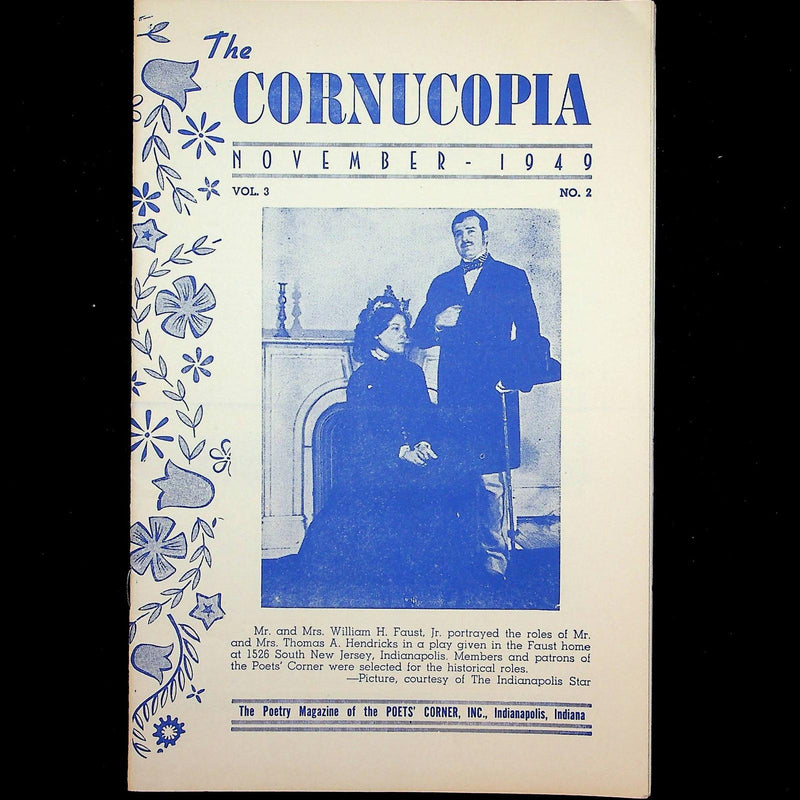 The
CORNUCOPIA
NOVEMBER - 1949
VOL. 3 NO. 2
Mr. and Mrs. William H. Faust, Jr. portrayed the roles of Mr.
and Mrs. Thomas A. Hendricks in a play given in the Faust home
at 1526 South New Jersey, Indianapolis. Members and patrons of
the Poets' Corner were selected for the historical roles.
—Picture, courtesy of The Indianapolis Star
The Poetry Magazine of the POETS' CORNER, INC., Indianapolis, Indiana